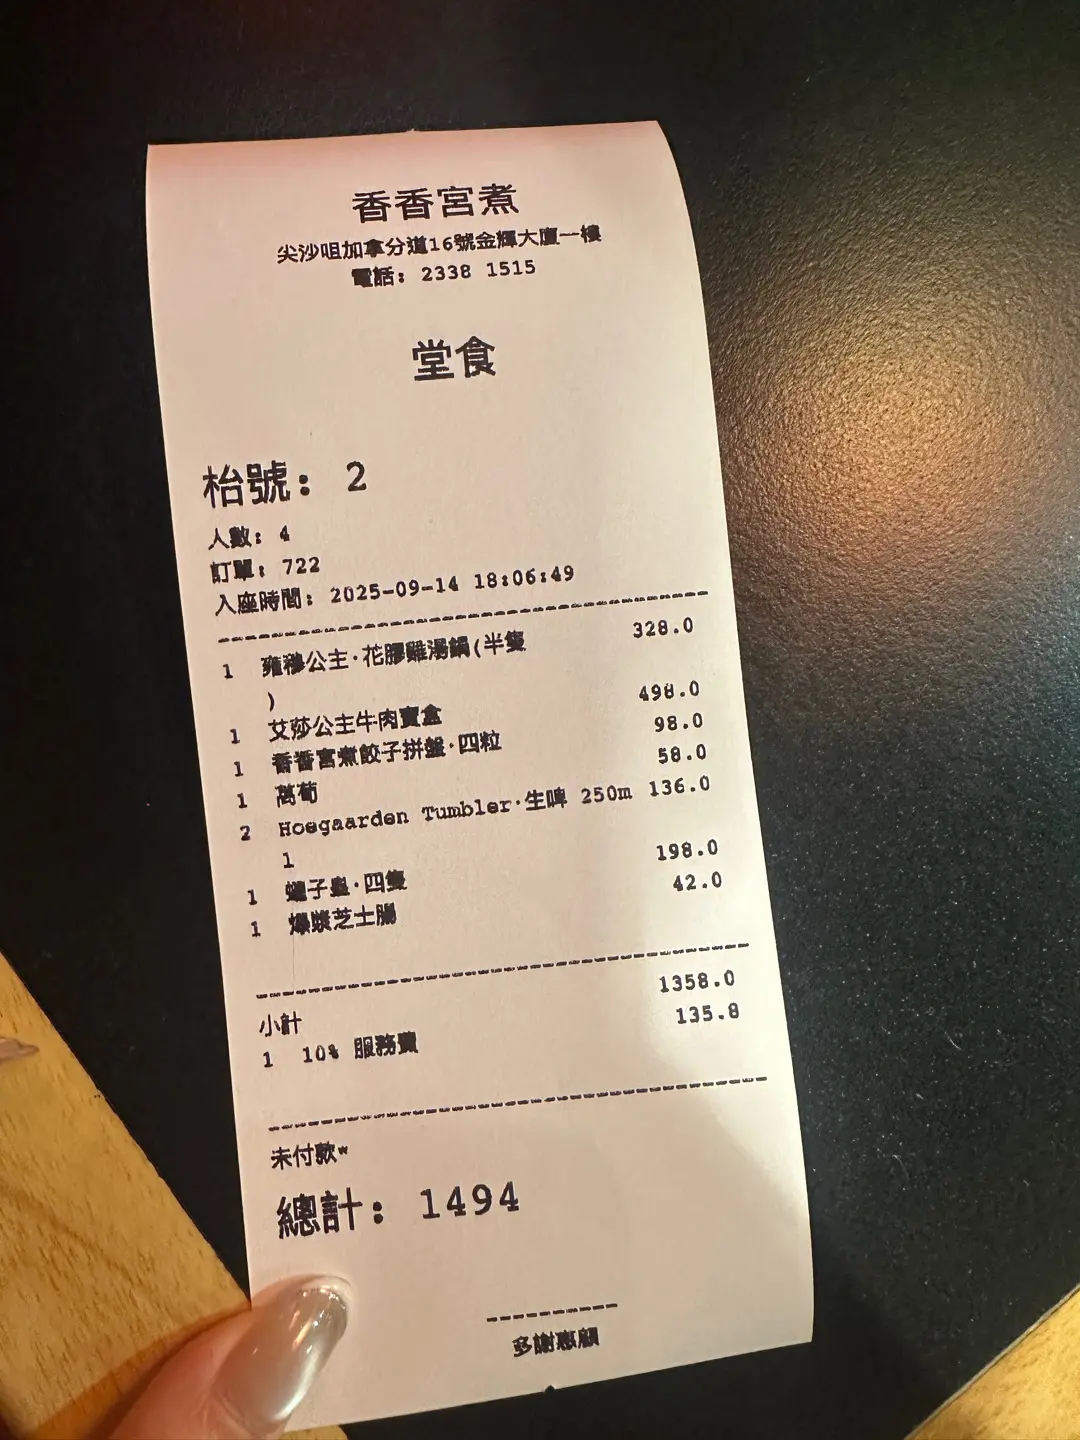 香香宮煮
尖沙咀加拿分道16號金輝大廈一樓
電話: 2338 1515
堂食
枱號: 2
人數: 4
訂單: 722
入座時間: 2025-09-14 18:06:49
1 雍穆公主·花膠雞湯鍋(半隻 328.0
)
1 艾莎公主牛肉寶盒 498.0
1 香香宮煮餃子拼盤·四粒 98.0
1 萵筍 58.0
2 Hoegaarden Tumbler·生啤 250m 136.0
l
1 蟶子皇·四隻 198.0
1 爆漿芝士腸 42.0
小計 1358.0
1 10% 服務費 135.8
未付款*
總計: 1494
多謝惠顧